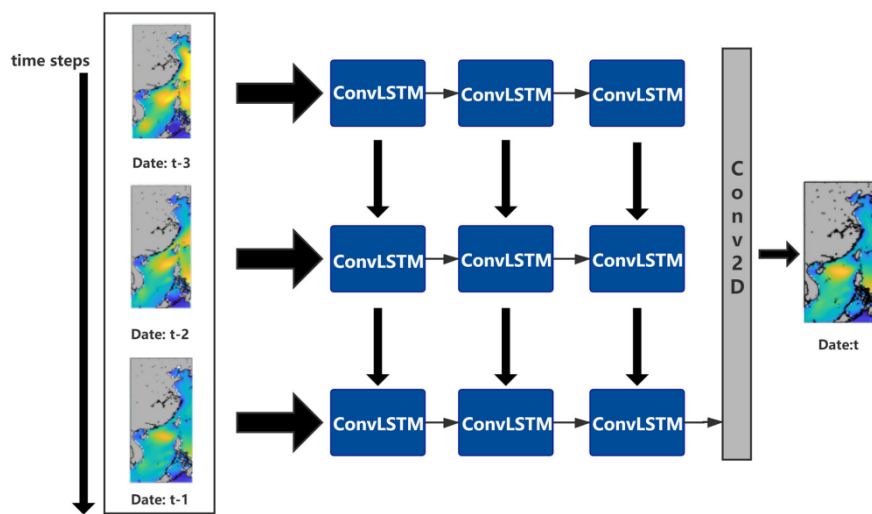 time steps
Date: t-3
Date: t-2
Date: t-1
ConvLSTM
ConvLSTM
ConvLSTM
ConvLSTM
ConvLSTM
ConvLSTM
ConvLSTM
ConvLSTM
ConvLSTM
Conv2D
Date:t